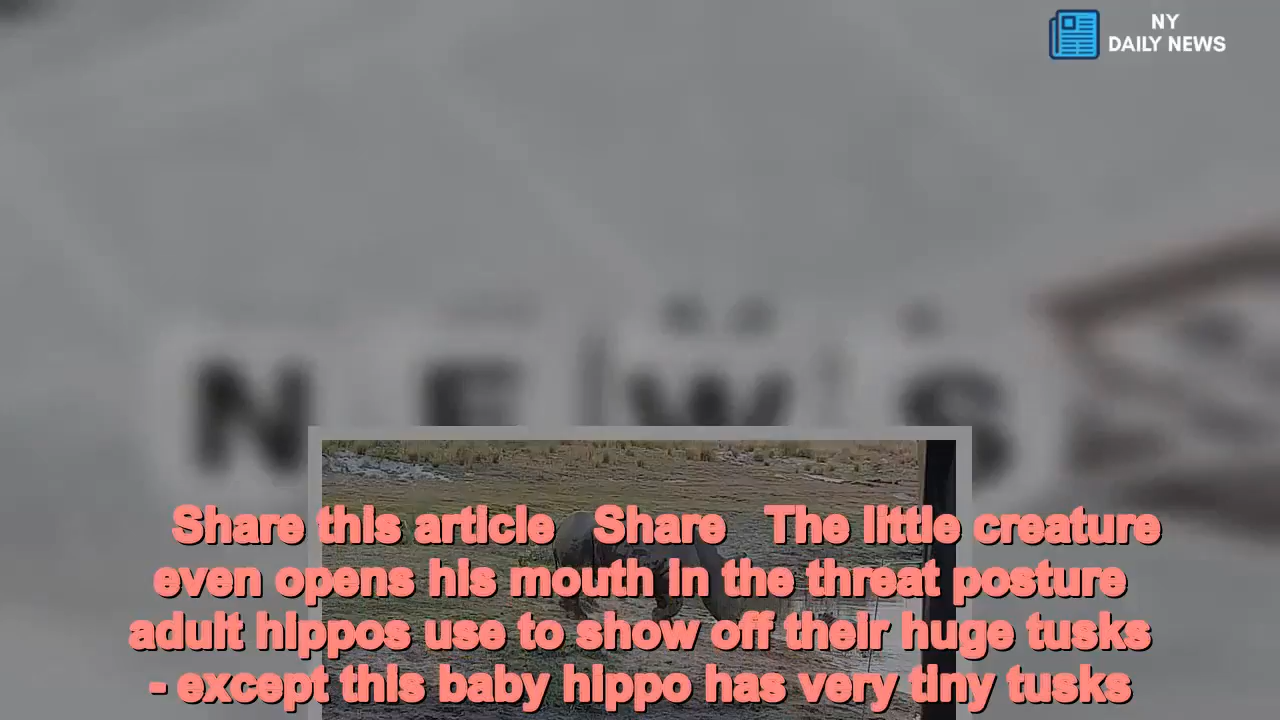 NY
DAILY NEWS
N E W S
Share this article   Share   The little creature
even opens his mouth in the threat posture
adult hippos use to show off their huge tusks
- except this baby hippo has very tiny tusks